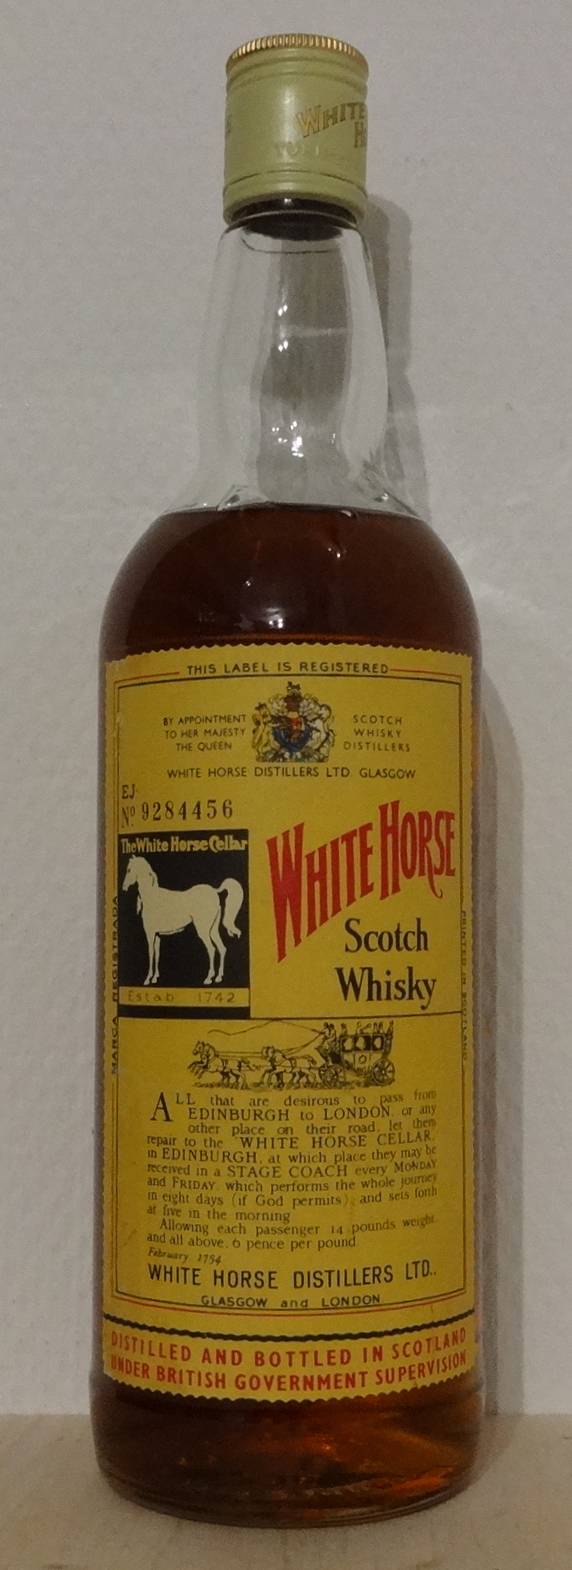 WHITE
THIS LABEL IS REGISTERED
BY APPOINTMENT
TO HER MAJESTY
THE QUEEN
SCOTCH
WHISKY
DISTILLERS
WHITE HORSE DISTILLERS LTD. GLASGOW
EJ
Nº 9284456
The White Horse Cellar
Estab 1742
WHITE HORSE
Scotch
Whisky
MARCA REGISTRADA
PRINTED IN SCOTLAND
ALL that are desirous to pass from
EDINBURGH to LONDON, or any
other place on their road, let them
repair to the WHITE HORSE CELLAR,
in EDINBURGH, at which place they may be
received in a STAGE COACH every MONDAY
and FRIDAY, which performs the whole journey
in eight days (if God permits), and sets forth
at five in the morning
Allowing each passenger 14 pounds weight
and all above, 6 pence per pound
February, 1754
WHITE HORSE DISTILLERS LTD.,
GLASGOW and LONDON
DISTILLED AND BOTTLED IN SCOTLAND
UNDER BRITISH GOVERNMENT SUPERVISION